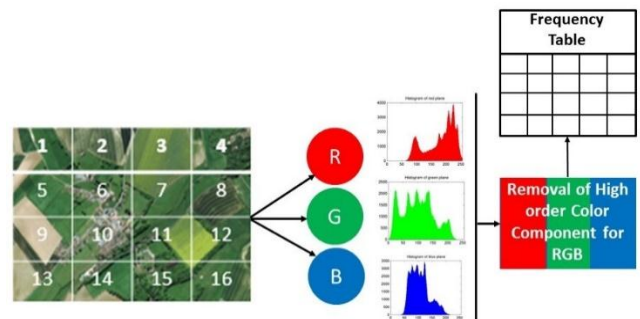 1 2 3 4
5 6 7 8
9 10 11 12
13 14 15 16
R
G
B
Histogram of red plane
Histogram of green plane
Histogram of blue plane
Frequency
Table
Removal of High
order Color
Component for
RGB